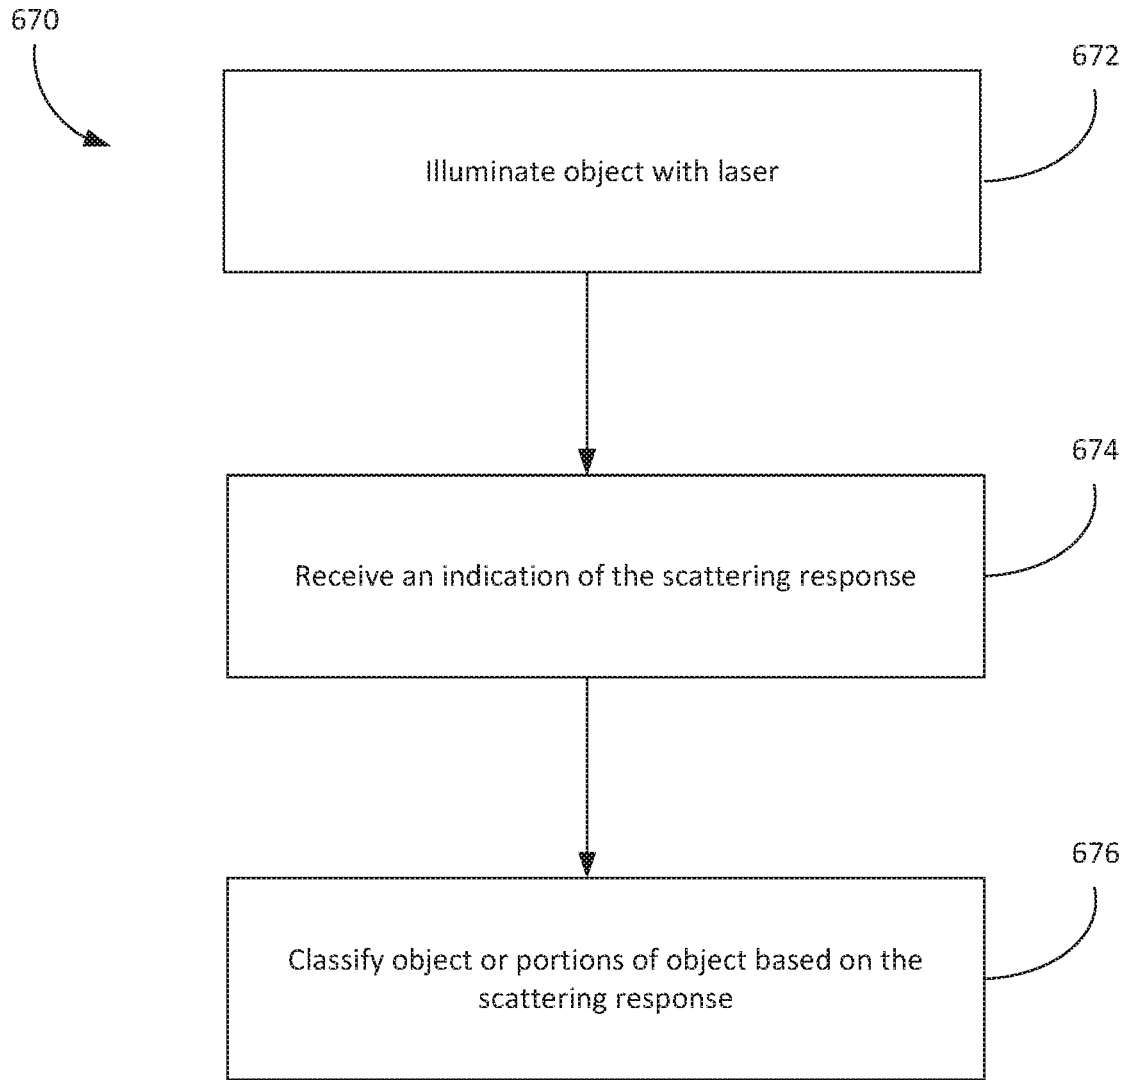 670
672
Illuminate object with laser
674
Receive an indication of the scattering response
676
Classify object or portions of object based on the
scattering response